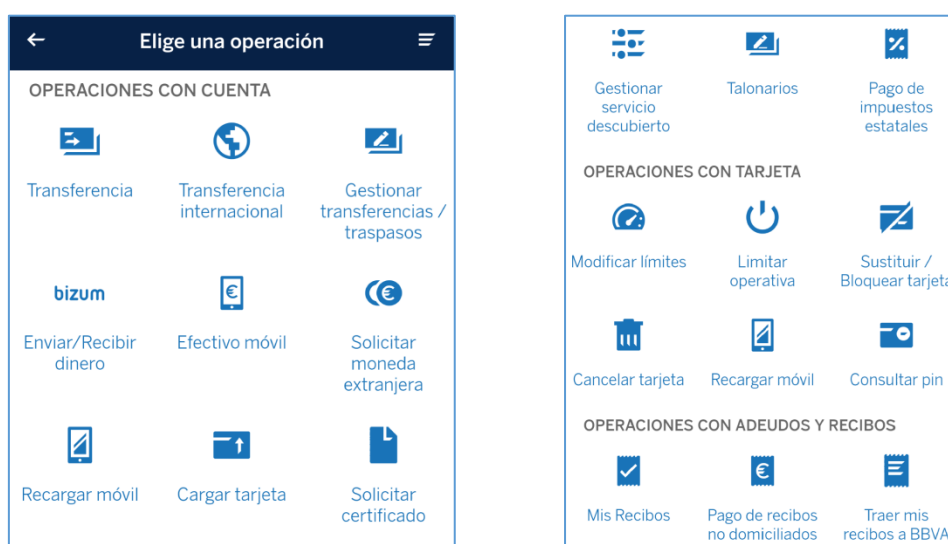 Elige una operación
OPERACIONES CON CUENTA
Transferencia
Transferencia
internacional
Gestionar
transferencias /
traspasos
bizum
Enviar/Recibir
dinero
Efectivo móvil
Solicitar
moneda
extranjera
Recargar móvil
Cargar tarjeta
Solicitar
certificado
Gestionar
servicio
descubierto
Talonarios
Pago de
impuestos
estatales
OPERACIONES CON TARJETA
Modificar límites
Limitar
operativa
Sustituir /
Bloquear tarjeta
Cancelar tarjeta
Recargar móvil
Consultar pin
OPERACIONES CON ADEUDOS Y RECIBOS
Mis Recibos
Pago de recibos
no domiciliados
Traer mis
recibos a BBVA